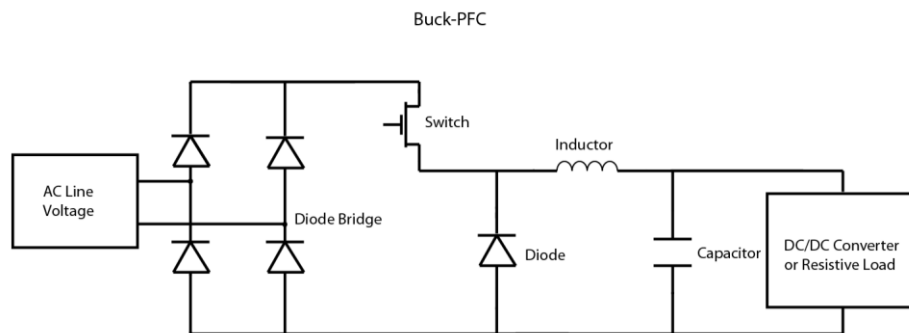 Buck-PFC
Switch
Inductor
AC Line
Voltage
Diode Bridge
Diode
Capacitor
DC/DC Converter
or Resistive Load